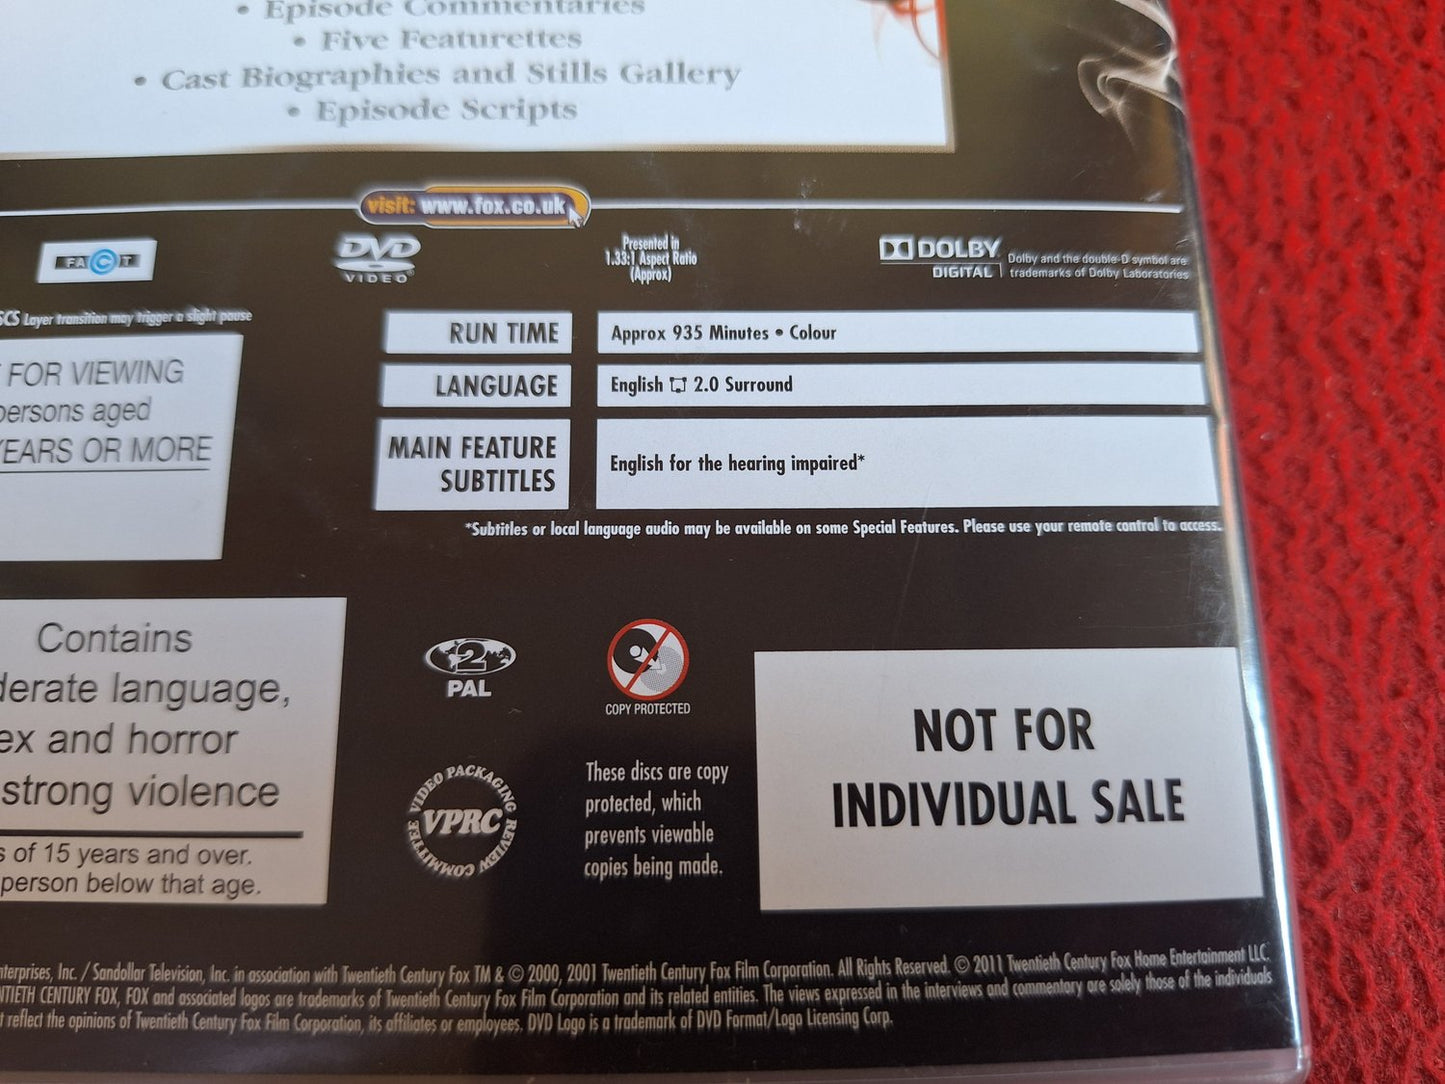 • Episode Commentaries
• Five Featurettes
• Cast Biographies and Stills Gallery
• Episode Scripts
visit: www.fox.co.uk
FACT
DVD
VIDEO
Presented in
1.33:1 Aspect Ratio
(Approx)
DOLBY
DIGITAL
Dolby and the double-D symbol are
trademarks of Dolby Laboratories
SCS Layer transition may trigger a slight pause
FOR VIEWING
persons aged
YEARS OR MORE
RUN TIME
Approx 935 Minutes • Colour
LANGUAGE
English 2.0 Surround
MAIN FEATURE
SUBTITLES
English for the hearing impaired*
*Subtitles or local language audio may be available on some Special Features. Please use your remote control to access.
Contains
derate language,
ex and horror
strong violence
s of 15 years and over.
person below that age.
2
PAL
COPY PROTECTED
VIDEO PACKAGING REVIEW COMMITTEE
VPRC
These discs are copy
protected, which
prevents viewable
copies being made.
NOT FOR
INDIVIDUAL SALE
nterprises, Inc. / Sandollar Television, Inc. in association with Twentieth Century Fox TM & © 2000, 2001 Twentieth Century Fox Film Corporation. All Rights Reserved. © 2011 Twentieth Century Fox Home Entertainment LLC.
NTIETH CENTURY FOX, FOX and associated logos are trademarks of Twentieth Century Fox Film Corporation and its related entities. The views expressed in the interviews and commentary are solely those of the individuals
t reflect the opinions of Twentieth Century Fox Film Corporation, its affiliates or employees. DVD Logo is a trademark of DVD Format/Logo Licensing Corp.